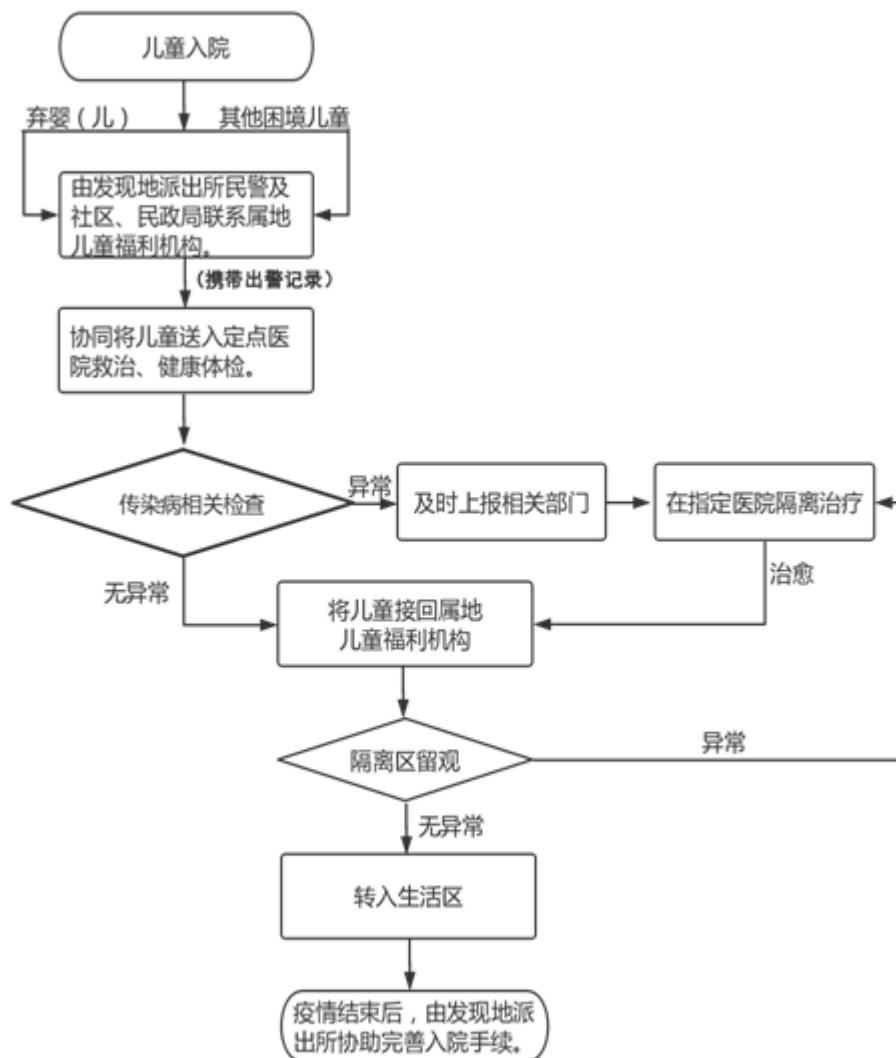 儿童入院
弃婴（儿）
其他困境儿童
由发现地派出所民警及
社区、民政局联系属地
儿童福利机构。
（携带出警记录）
协同将儿童送入定点医
院救治、健康体检。
传染病相关检查
异常
及时上报相关部门
在指定医院隔离治疗
无异常
治愈
将儿童接回属地
儿童福利机构
隔离区留观
异常
无异常
转入生活区
疫情结束后，由发现地派
出所协助完善入院手续。